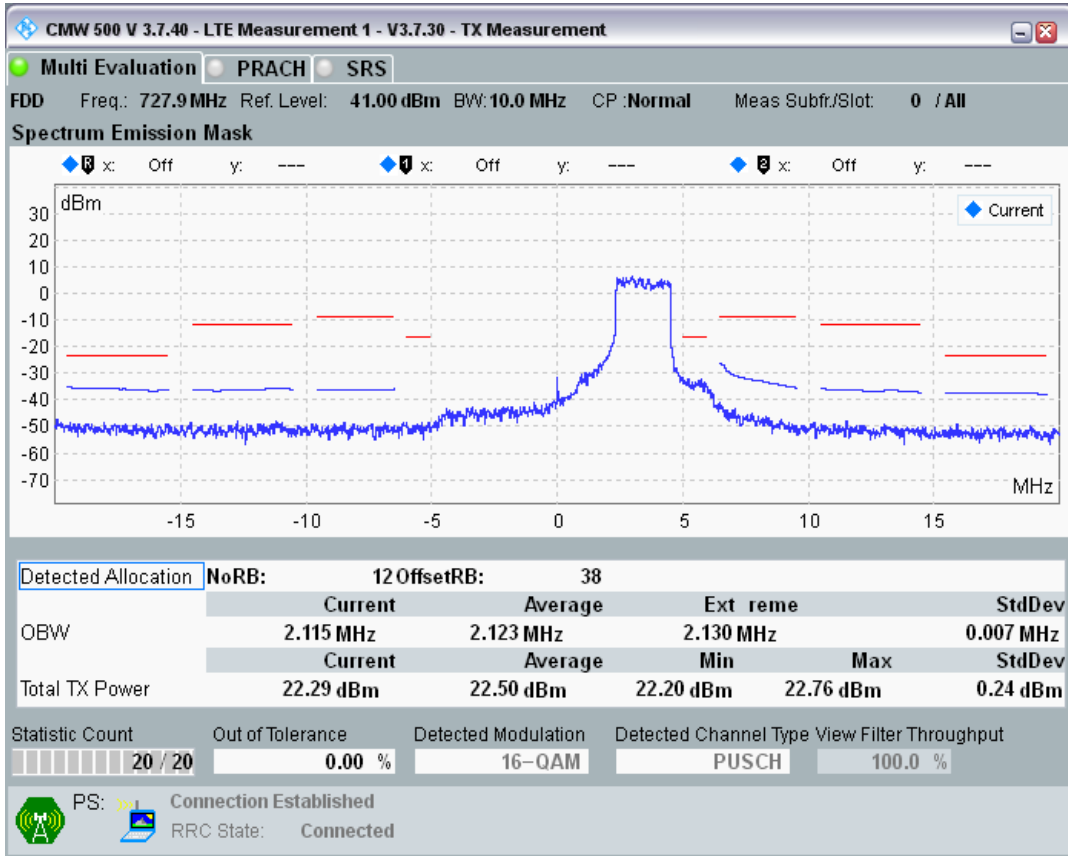 CMW 500 V 3.7.40 - LTE Measurement 1 - V3.7.30 - TX Measurement
Multi Evaluation PRACH SRS
FDD Freq.: 727.9 MHz Ref. Level: 41.00 dBm BW: 10.0 MHz CP :Normal Meas Subfr./Slot: 0 / All
Spectrum Emission Mask
R x: Off y: --- 1 x: Off y: --- 2 x: Off y: ---
dBm
Current
30
20
10
0
-10
-20
-30
-40
-50
-60
-70
MHz
-15 -10 -5 0 5 10 15
Detected Allocation NoRB: 12 OffsetRB: 38
Current Average Ext reme StdDev
OBW 2.115 MHz 2.123 MHz 2.130 MHz 0.007 MHz
Current Average Min Max StdDev
Total TX Power 22.29 dBm 22.50 dBm 22.20 dBm 22.76 dBm 0.24 dBm
Statistic Count Out of Tolerance Detected Modulation Detected Channel Type View Filter Throughput
20 / 20 0.00 % 16-QAM PUSCH 100.0 %
PS: Connection Established
RRC State: Connected